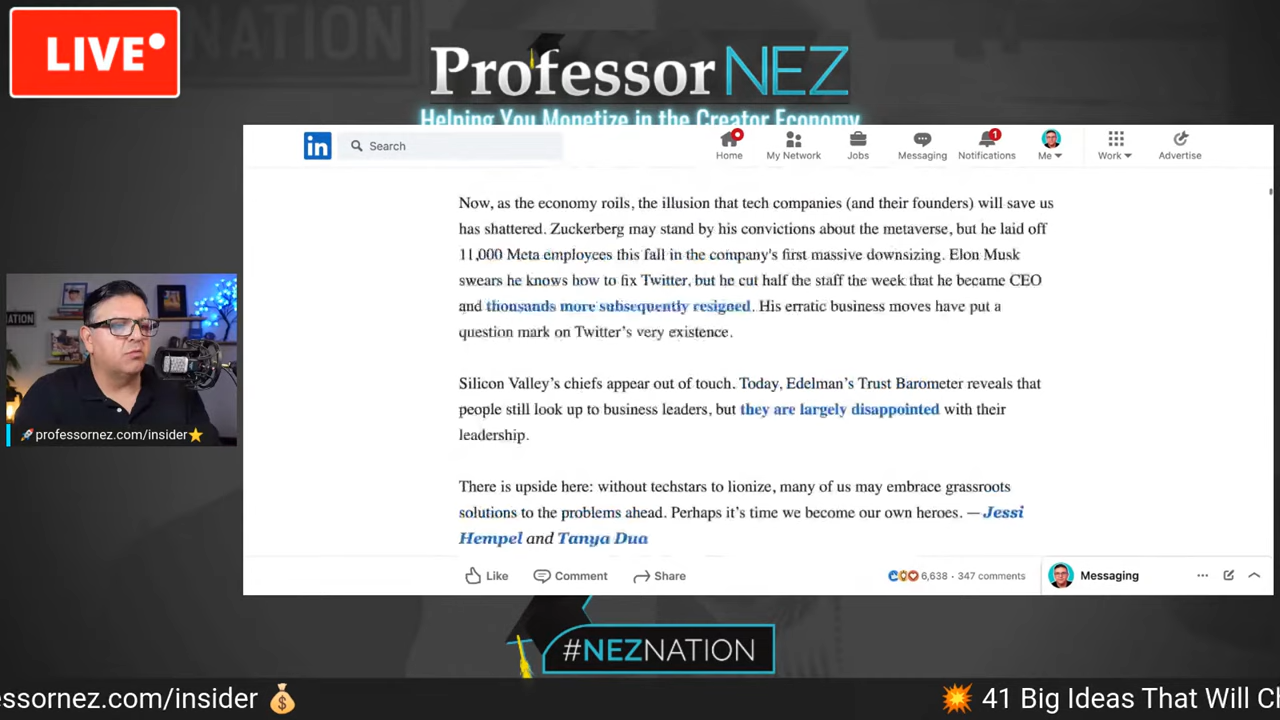 LIVE
NATION
Professor NEZ
Helping You Monetize in the Creator Economy
in
Search
Home
My Network
Jobs
Messaging
1
Notifications
Me
Work
Advertise
Now, as the economy roils, the illusion that tech companies (and their founders) will save us
has shattered. Zuckerberg may stand by his convictions about the metaverse, but he laid off
11,000 Meta employees this fall in the company's first massive downsizing. Elon Musk
swears he knows how to fix Twitter, but he cut half the staff the week that he became CEO
and thousands more subsequently resigned. His erratic business moves have put a
question mark on Twitter’s very existence.
Silicon Valley’s chiefs appear out of touch. Today, Edelman’s Trust Barometer reveals that
people still look up to business leaders, but they are largely disappointed with their
leadership.
There is upside here: without techstars to lionize, many of us may embrace grassroots
solutions to the problems ahead. Perhaps it’s time we become our own heroes. — Jessi
Hempel and Tanya Dua
Like
Comment
Share
6,638 · 347 comments
Messaging
NATION
🚀professornez.com/insider⭐
#NEZNATION
essornez.com/insider 💰
💥 41 Big Ideas That Will Ch